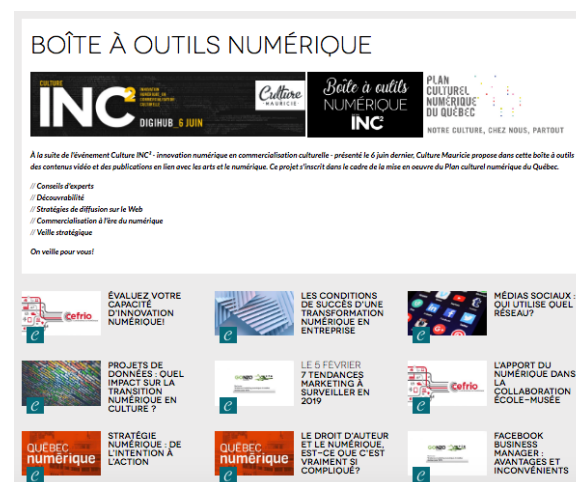 BOÎTE À OUTILS NUMÉRIQUE
CULTURE
INC²
INNOVATION
NUMÉRIQUE EN
COMMERCIALISATION
CULTURELLE
DIGIHUB_6 JUIN
Culture
MAURICIE
Boîte à outils
NUMÉRIQUE
INC²
PLAN
CULTUREL
NUMÉRIQUE
DU QUÉBEC
NOTRE CULTURE, CHEZ NOUS, PARTOUT
À la suite de l'événement Culture INC² - innovation numérique en commercialisation culturelle - présenté le 6 juin dernier, Culture Mauricie propose dans cette boîte à outils
des contenus vidéo et des publications en lien avec les arts et le numérique. Ce projet s'inscrit dans le cadre de la mise en oeuvre du Plan culturel numérique du Québec.
// Conseils d'experts
// Découvrabilité
// Stratégies de diffusion sur le Web
// Commercialisation à l'ère du numérique
// Veille stratégique
On veille pour vous!
Cefrio
e
ÉVALUEZ VOTRE
CAPACITÉ
D'INNOVATION
NUMÉRIQUE!
e
LES CONDITIONS
DE SUCCÈS D'UNE
TRANSFORMATION
NUMÉRIQUE EN
ENTREPRISE
e
MÉDIAS SOCIAUX :
QUI UTILISE QUEL
RÉSEAU?
e
PROJETS DE
DONNÉES : QUEL
IMPACT SUR LA
TRANSITION
NUMÉRIQUE EN
CULTURE ?
e
LE 5 FÉVRIER
7 TENDANCES
MARKETING À
SURVEILLER EN
2019
Cefrio
e
L'APPORT DU
NUMÉRIQUE DANS
LA
COLLABORATION
ÉCOLE-MUSÉE
QUÉBEC
numérique
e
STRATÉGIE
NUMÉRIQUE : DE
L'INTENTION À
L'ACTION
QUÉBEC
numérique
e
LE DROIT D'AUTEUR
ET LE NUMÉRIQUE,
EST-CE QUE C'EST
VRAIMENT SI
COMPLIQUÉ?
e
FACEBOOK
BUSINESS
MANAGER :
AVANTAGES ET
INCONVÉNIENTS